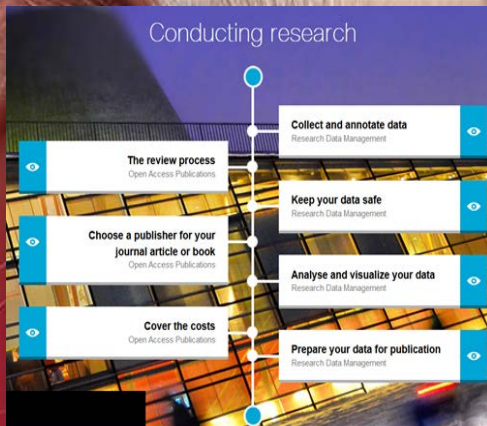 Conducting research
Collect and annotate data
Research Data Management
The review process
Open Access Publications
Keep your data safe
Research Data Management
Choose a publisher for your
journal article or book
Open Access Publications
Analyse and visualize your data
Research Data Management
Cover the costs
Open Access Publications
Prepare your data for publication
Research Data Management